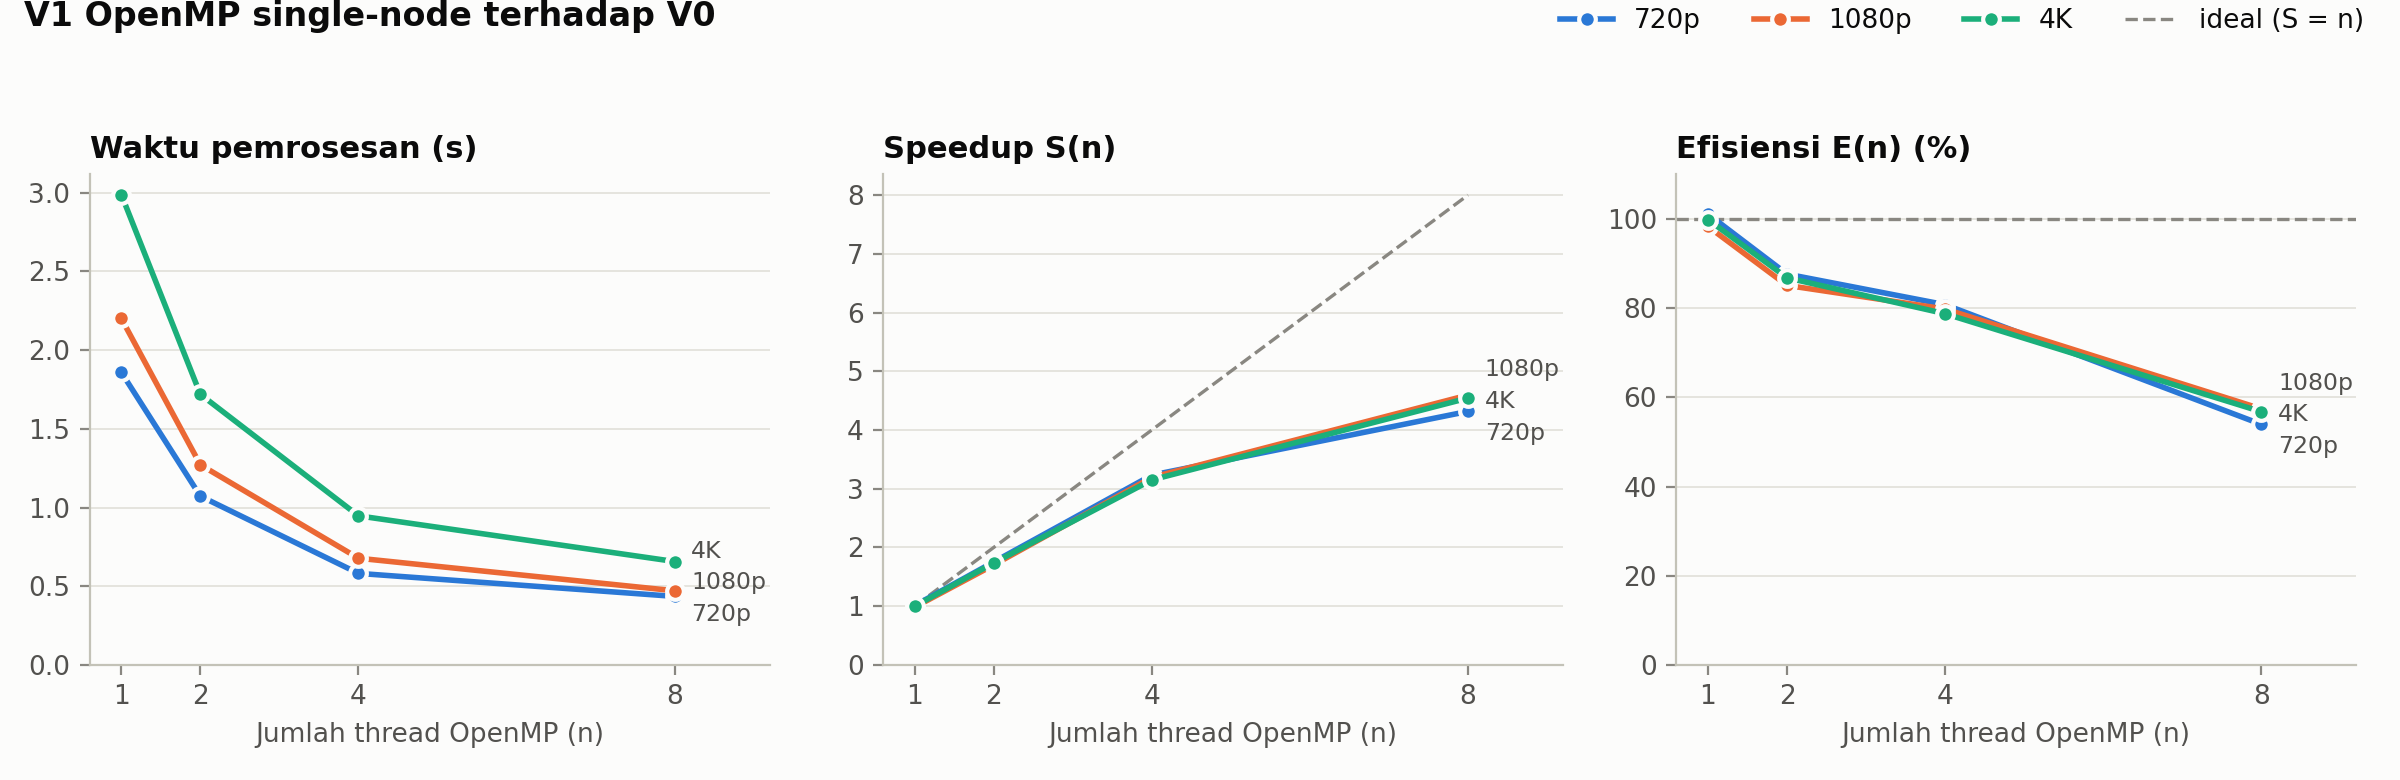 V1 OpenMP single-node terhadap V0
720p 1080p 4K ideal (S = n)
Waktu pemrosesan (s)
3.0
2.5
2.0
1.5
1.0
0.5
0.0
4K
1080p
720p
1 2 4 8
Jumlah thread OpenMP (n)
Speedup S(n)
8
7
6
5
4
3
2
1
0
1080p
4K
720p
1 2 4 8
Jumlah thread OpenMP (n)
Efisiensi E(n) (%)
100
80
60
40
20
0
1080p
4K
720p
1 2 4 8
Jumlah thread OpenMP (n)